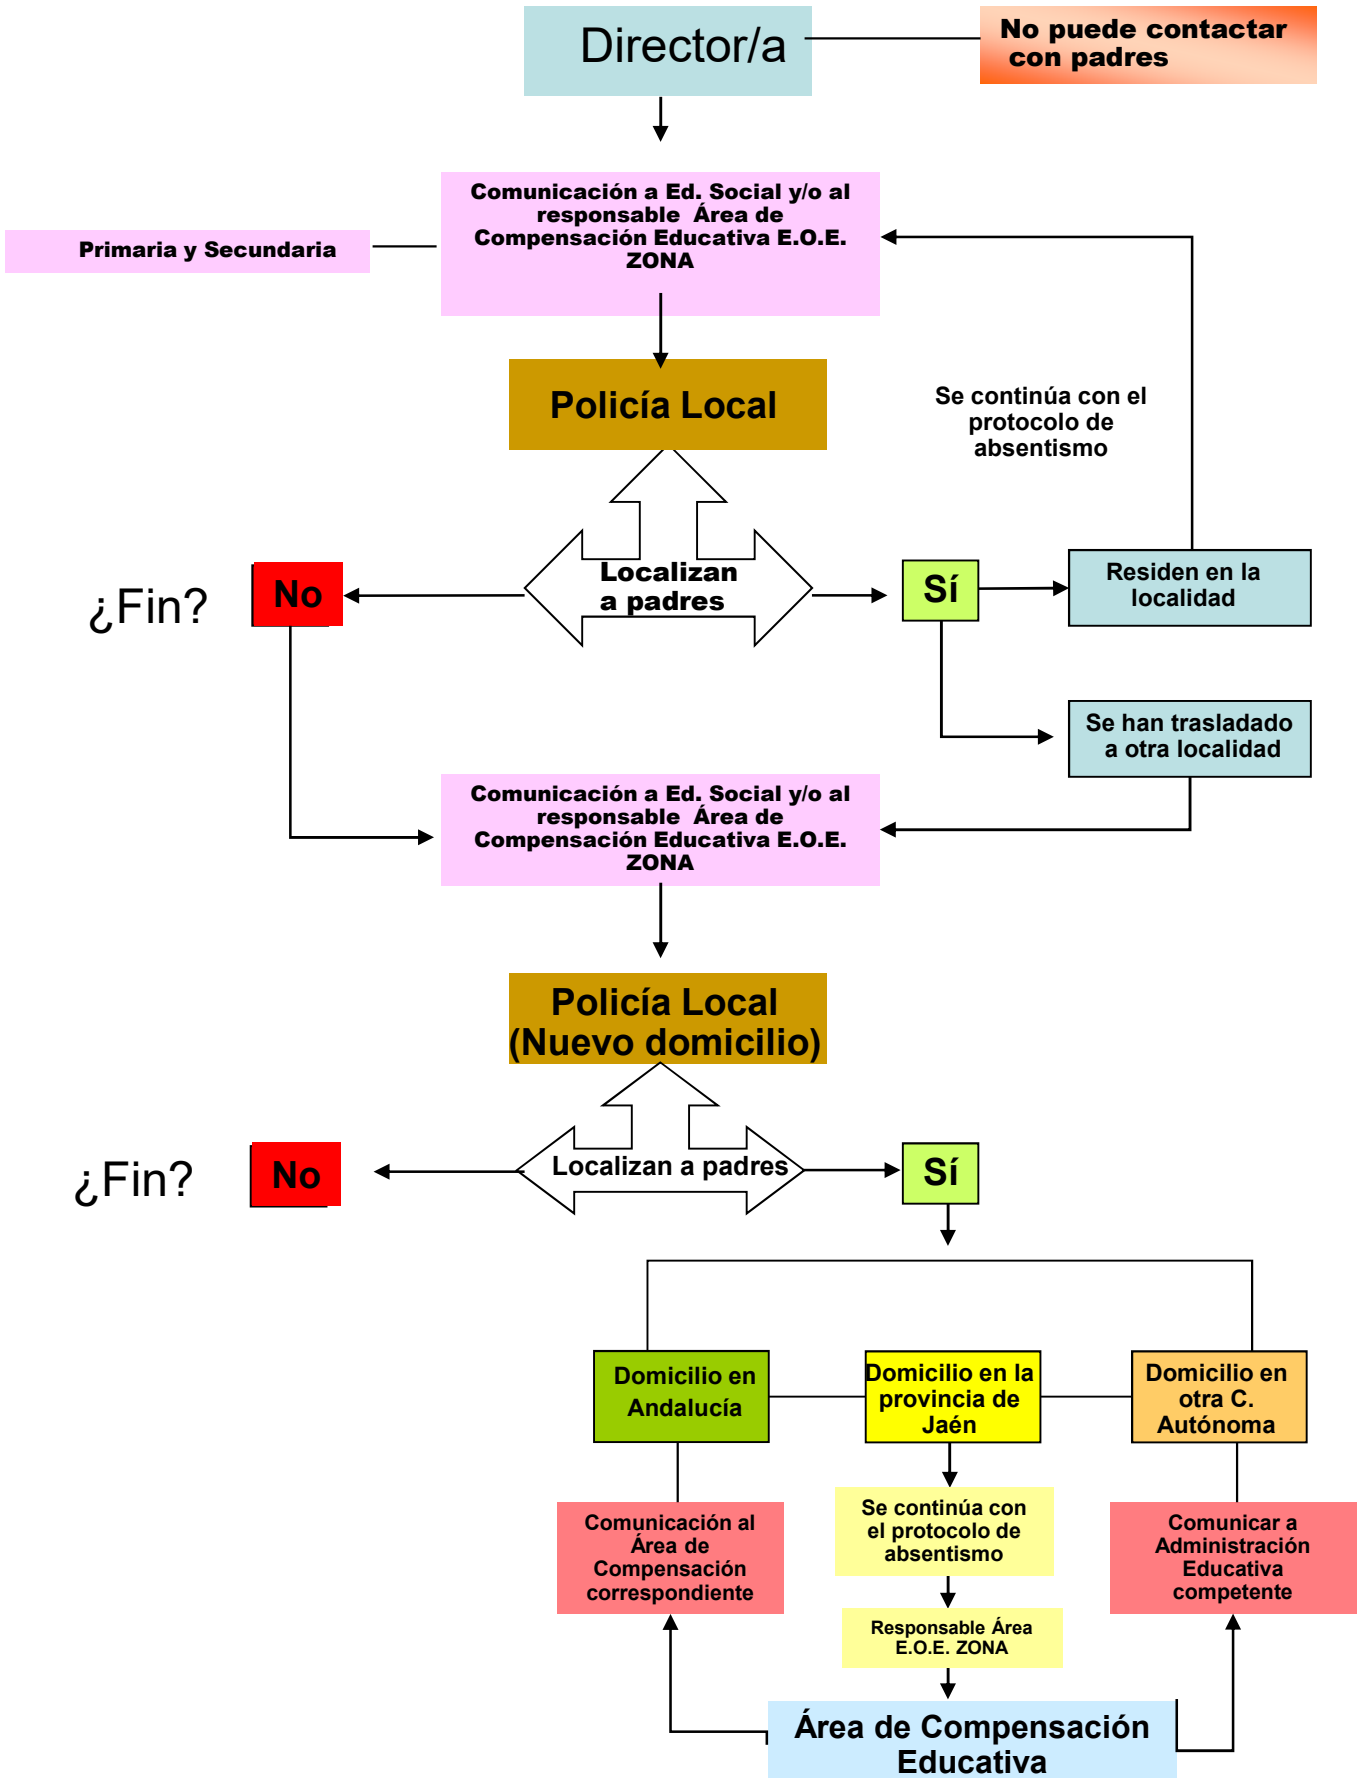 Director/a
No puede contactar
con padres
Comunicación a Ed. Social y/o al
responsable Área de
Compensación Educativa E.O.E.
ZONA
Primaria y Secundaria
Policía Local
Se continúa con el
protocolo de
absentismo
Localizan
a padres
¿Fin?
No
Sí
Residen en la
localidad
Se han trasladado
a otra localidad
Comunicación a Ed. Social y/o al
responsable Área de
Compensación Educativa E.O.E.
ZONA
Policía Local
(Nuevo domicilio)
¿Fin?
No
Localizan a padres
Sí
Domicilio en
Andalucía
Domicilio en la
provincia de
Jaén
Domicilio en
otra C.
Autónoma
Comunicación al
Área de
Compensación
correspondiente
Se continúa con
el protocolo de
absentismo
Comunicar a
Administración
Educativa
competente
Responsable Área
E.O.E. ZONA
Área de Compensación
Educativa